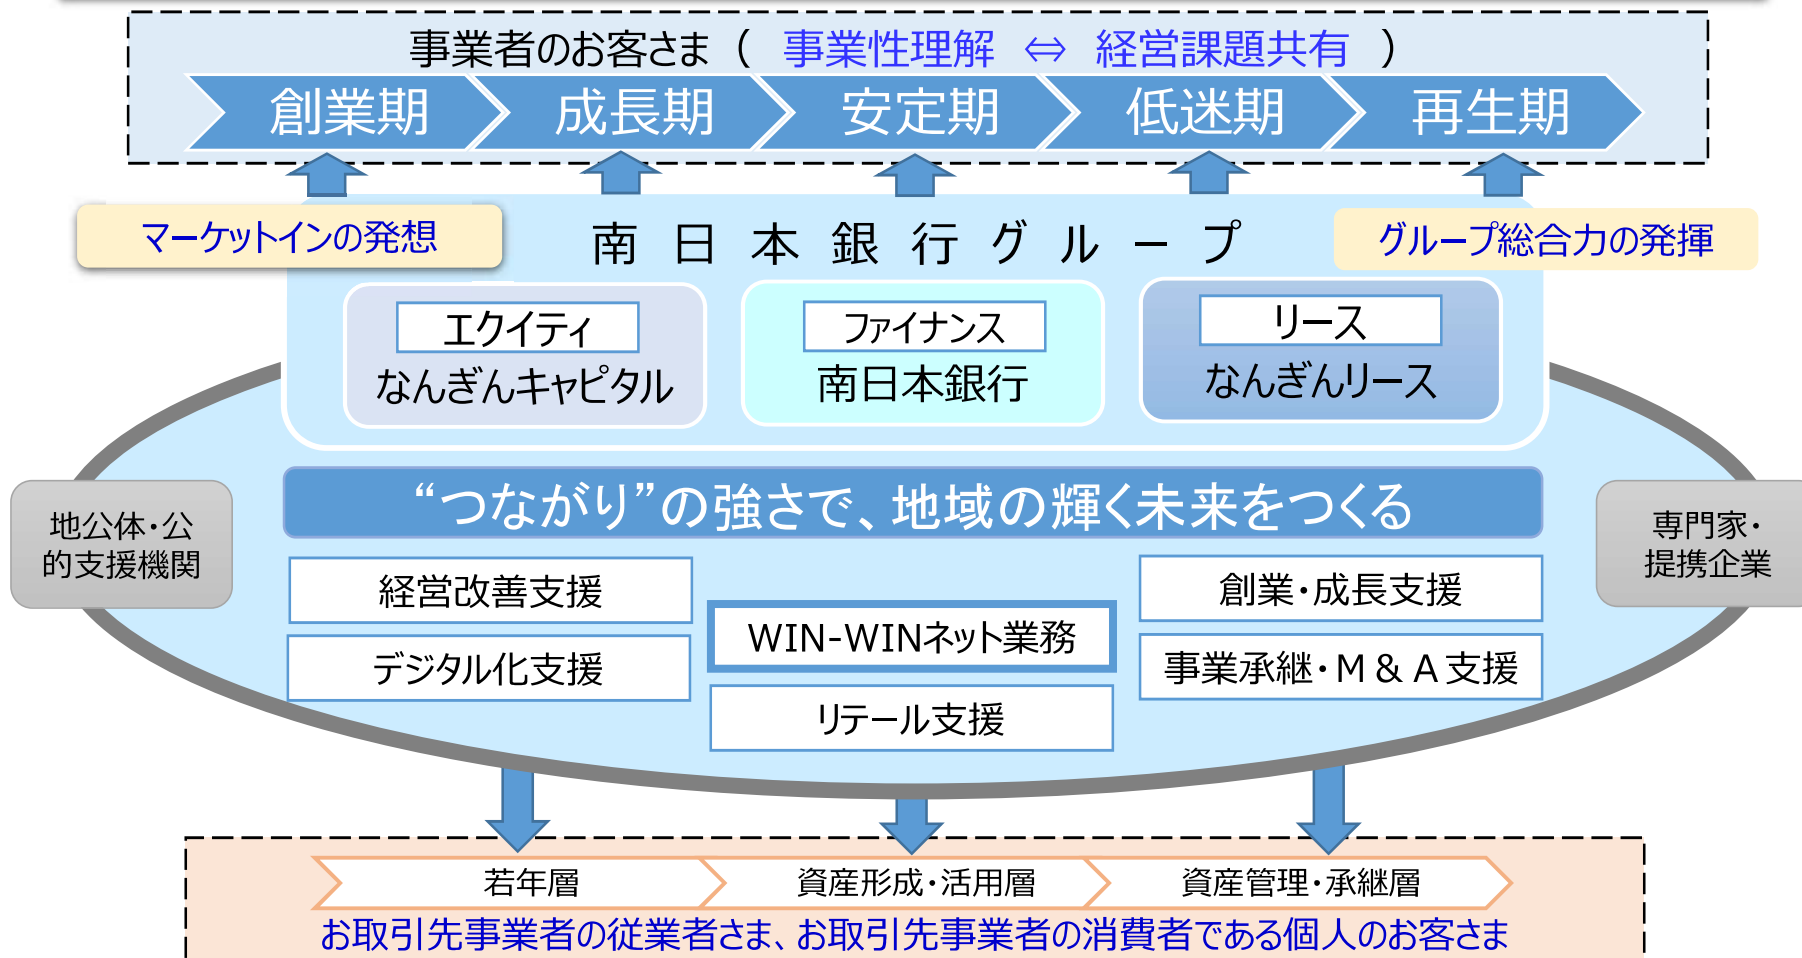 事業者のお客さま（ 事業性理解 ⇔ 経営課題共有 ）
創業期 成長期 安定期 低迷期 再生期
マーケットインの発想
南日本銀行グループ
グループ総合力の発揮
エクイティ
なんぎんキャピタル
ファイナンス
南日本銀行
リース
なんぎんリース
“つながり”の強さで、地域の輝く未来をつくる
地公体・公
的支援機関
専門家・
提携企業
経営改善支援
デジタル化支援
WIN-WINネット業務
リテール支援
創業・成長支援
事業承継・M & A 支援
若年層 資産形成・活用層 資産管理・承継層
お取引先事業者の従業者さま、お取引先事業者の消費者である個人のお客さま